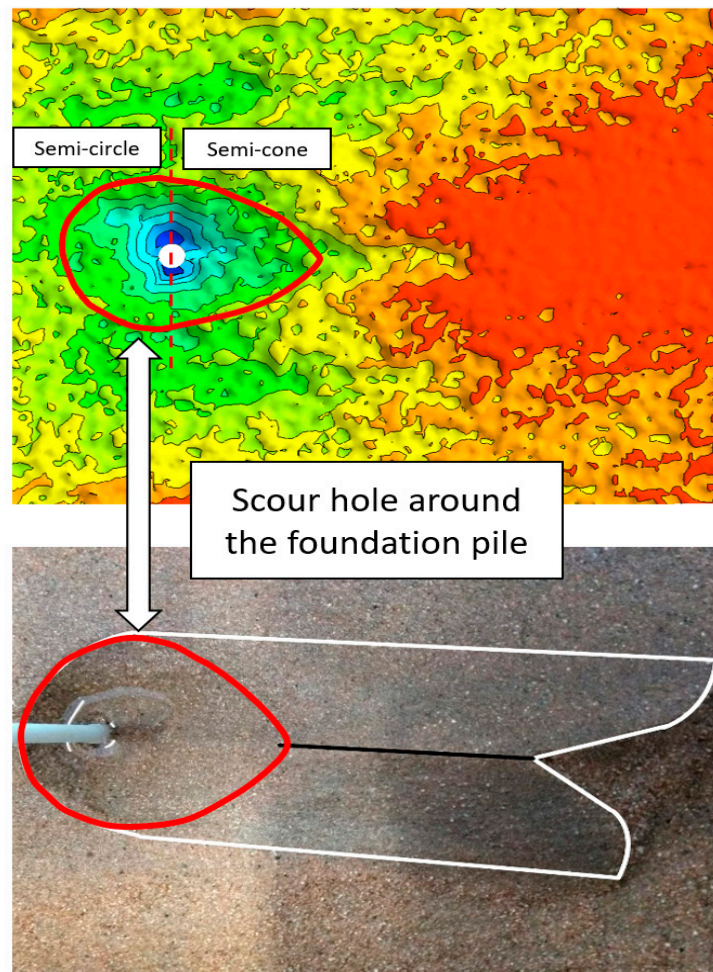 Semi-circle
Semi-cone
Scour hole around
the foundation pile